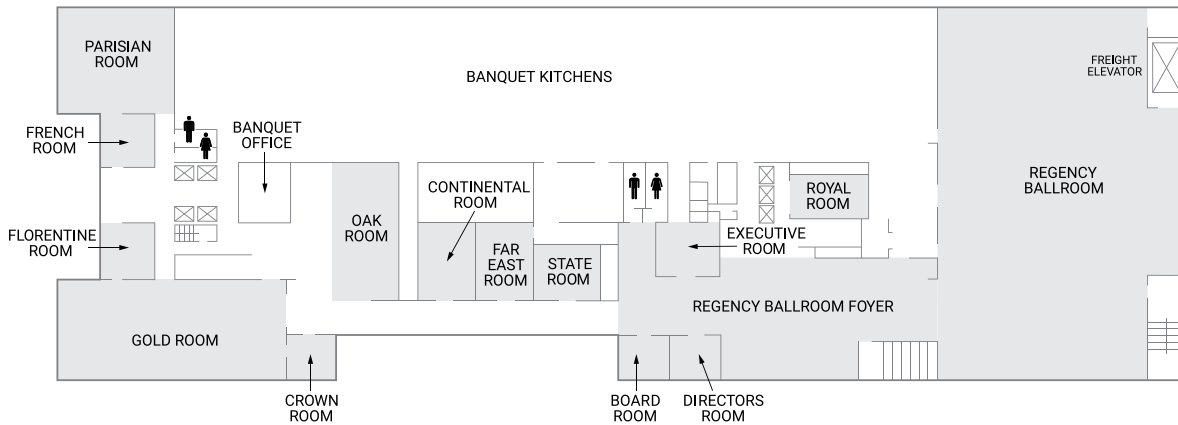 PARISIAN
ROOM
BANQUET KITCHENS
FREIGHT
ELEVATOR
FRENCH
ROOM
BANQUET
OFFICE
REGENCY
BALLROOM
CONTINENTAL
ROOM
ROYAL
ROOM
OAK
ROOM
FLORENTINE
ROOM
EXECUTIVE
ROOM
FAR
EAST
ROOM
STATE
ROOM
REGENCY BALLROOM FOYER
GOLD ROOM
CROWN
ROOM
BOARD
ROOM
DIRECTORS
ROOM